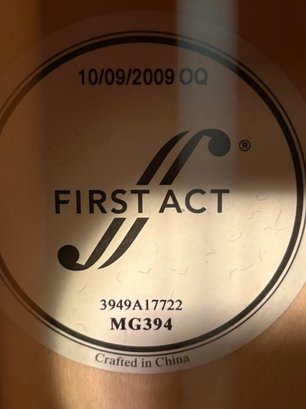 10/09/2009 OQ
®
FIRST ACT
3949A17722
MG394
Crafted in China